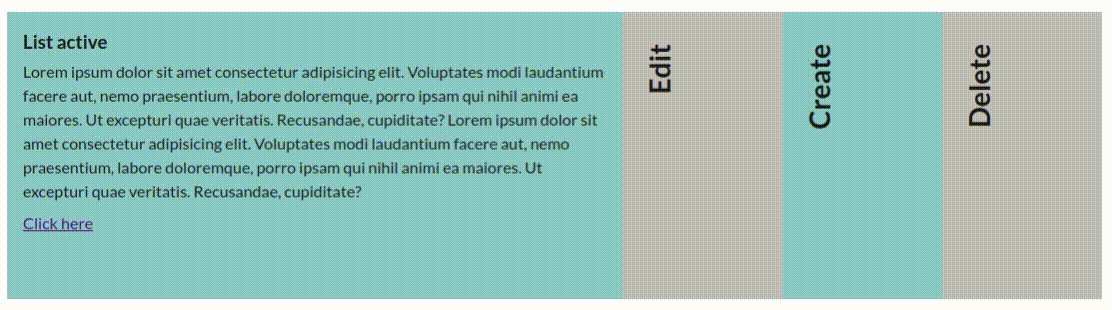 List active
Lorem ipsum dolor sit amet consectetur adipisicing elit. Voluptates modi laudantium
facere aut, nemo praesentium, labore doloremque, porro ipsam qui nihil animi ea
maiores. Ut excepturi quae veritatis. Recusandae, cupiditate? Lorem ipsum dolor sit
amet consectetur adipisicing elit. Voluptates modi laudantium facere aut, nemo
praesentium, labore doloremque, porro ipsam qui nihil animi ea maiores. Ut
excepturi quae veritatis. Recusandae, cupiditate?
Click here
Edit
Create
Delete